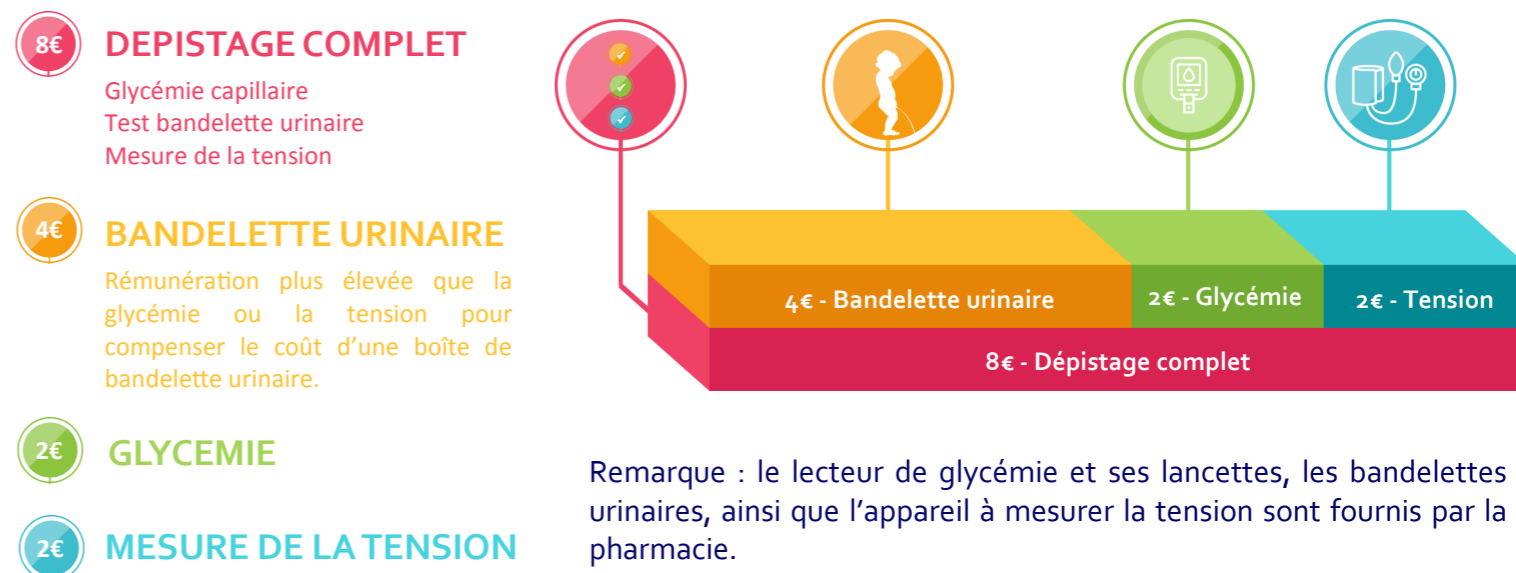 8€
DEPISTAGE COMPLET
Glycémie capillaire
Test bandelette urinaire
Mesure de la tension
4€
BANDELETTE URINAIRE
Rémunération plus élevée que la
glycémie ou la tension pour
compenser le coût d’une boîte de
bandelette urinaire.
2€
GLYCEMIE
2€
MESURE DE LA TENSION
4€ - Bandelette urinaire
2€ - Glycémie
2€ - Tension
8€ - Dépistage complet
Remarque : le lecteur de glycémie et ses lancettes, les bandelettes
urinaires, ainsi que l’appareil à mesurer la tension sont fournis par la
pharmacie.